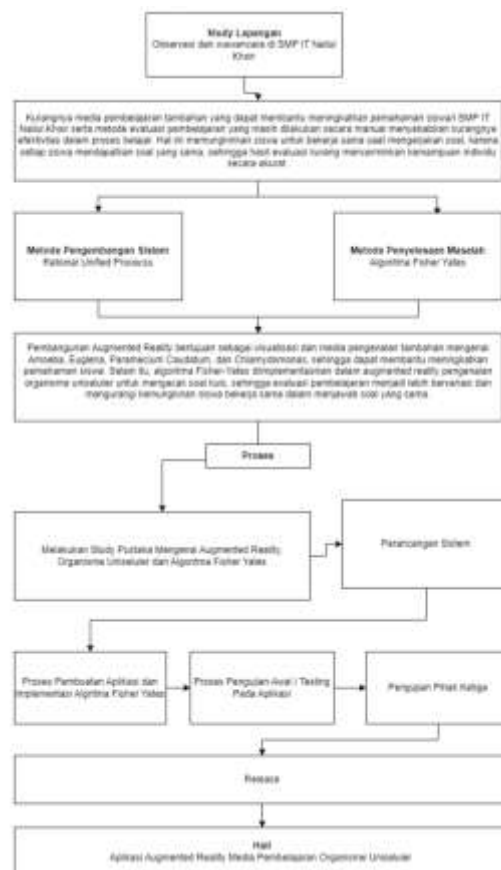 Study Lapangan
Observasi dan wawancara di SMP IT Nailul
Khoir
Kurangnya media pembelajaran tambahan yang dapat membantu meningkatkan pemahaman siswa/i SMP IT
Nailul Khoir serta metode evaluasi pembelajaran yang masih dilakukan secara manual menyebabkan kurangnya
efektivitas dalam proses belajar. Hal ini memungkinkan siswa untuk bekerja sama saat mengerjakan soal, karena
setiap siswa mendapatkan soal yang sama, sehingga hasil evaluasi kurang mencerminkan kemampuan individu
secara akurat
Metode Pengembangan Sistem
Rational Unified Process
Metode Penyelesaian Masalah
Algoritma Fisher Yates
Pembangunan Augmented Reality bertujuan sebagai visualisasi dan media pengenalan tambahan mengenai
Amoeba, Euglena, Paramecium Caudatum, dan Chlamydomonas, sehingga dapat membantu meningkatkan
pemahaman siswa. Selain itu, algoritma Fisher-Yates diimplementasikan dalam augmented reality pengenalan
organisme uniseluler untuk mengacak soal kuis, sehingga evaluasi pembelajaran menjadi lebih bervariasi dan
mengurangi kemungkinan siswa bekerja sama dalam menjawab soal yang sama.
Proses
Melakukan Study Pustaka Mengenai Augmented Reality,
Organisme Uniseluler dan Algoritma Fisher Yates
Perancangan Sistem
Proses Pembuatan Aplikasi dan
Implementasi Algritma Fisher Yates
Proses Pengujian Awal / Testing
Pada Aplikasi
Pengujian Pihak Ketiga
Release
Hasil
Aplikasi Augmented Reality Media Pembelajaran Organisme Uniseluler